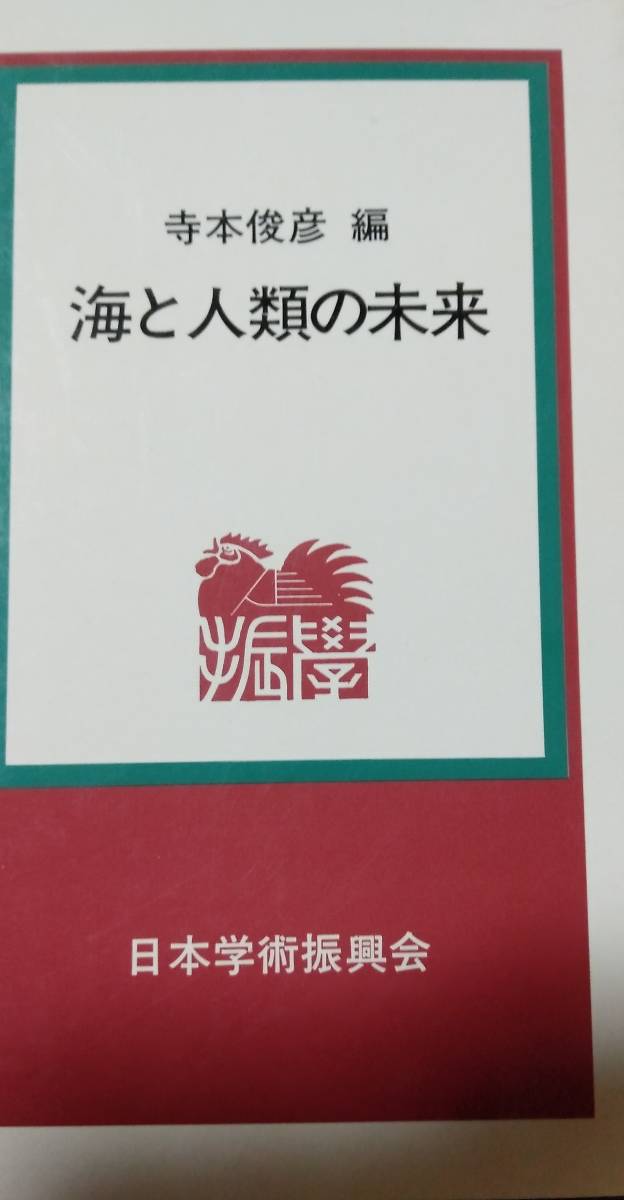 寺本俊彦 編
海と人類の未来
振學
日本学術振興会